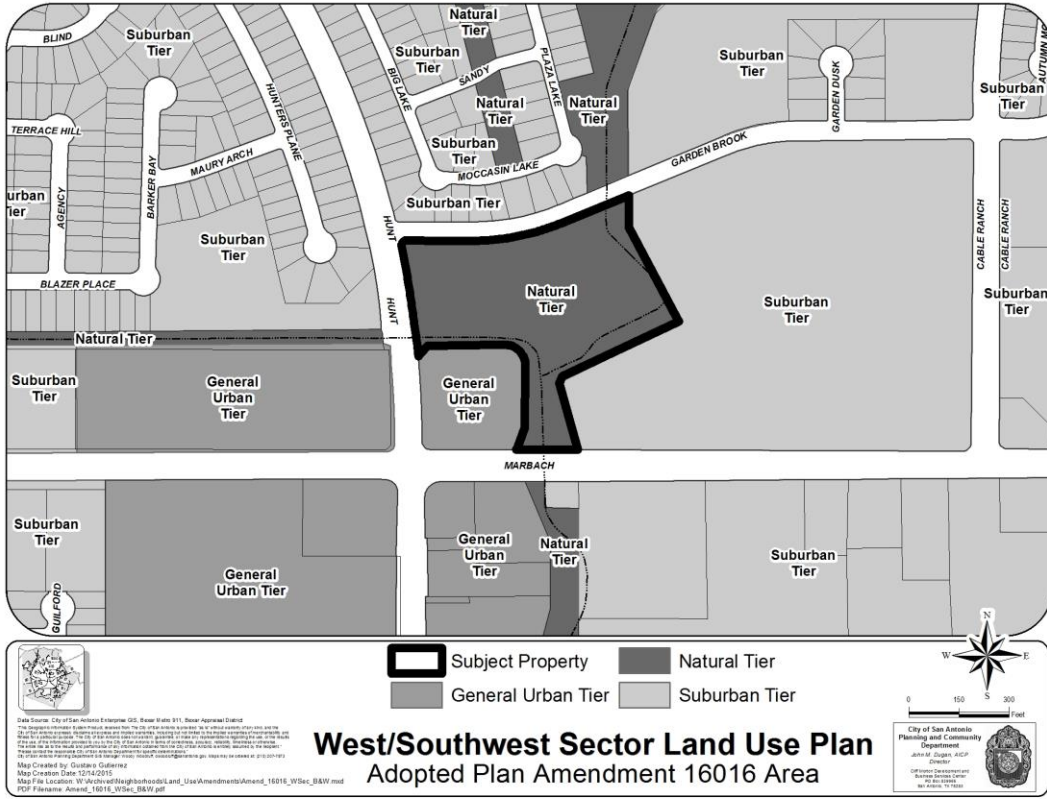 BLIND
Suburban
Tier
Natural
Tier
Suburban
Tier
SANDY
PLAZA LAKE
BIG LAKE
Natural
Tier
Natural
Tier
Suburban
Tier
GARDEN DUSK
Suburban
Tier
AUTUMN MO
HUNTERS PLANE
TERRACE HILL
MAURY ARCH
BARKER BAY
AGENCY
Suburban
Tier
MOCCASIN LAKE
GARDEN BROOK
Suburban Tier
urban
Tier
Suburban
Tier
HUNT
CABLE RANCH
CABLE RANCH
BLAZER PLACE
HUNT
Natural
Tier
Suburban
Tier
Suburban
Tier
Natural Tier
Suburban
Tier
General
Urban
Tier
General
Urban
Tier
MARBACH
Suburban
Tier
General
Urban Tier
General
Urban
Tier
Natural
Tier
Suburban
Tier
GUILFORD
Subject Property
Natural Tier
General Urban Tier
Suburban Tier
N
W E
S
0 150 300
Feet
Data Source: City of San Antonio Enterprise GIS, Bexar Metro 911, Bexar Appraisal District
Map Created by: Gustavo Gutierrez
Map Creation Date: 12/14/2015
PDF Filename: Amend_16016_WSec_B&W.pdf
West/Southwest Sector Land Use Plan
Adopted Plan Amendment 16016 Area
City of San Antonio
Planning and Community
Department
John M. Dugan, AICP
Director